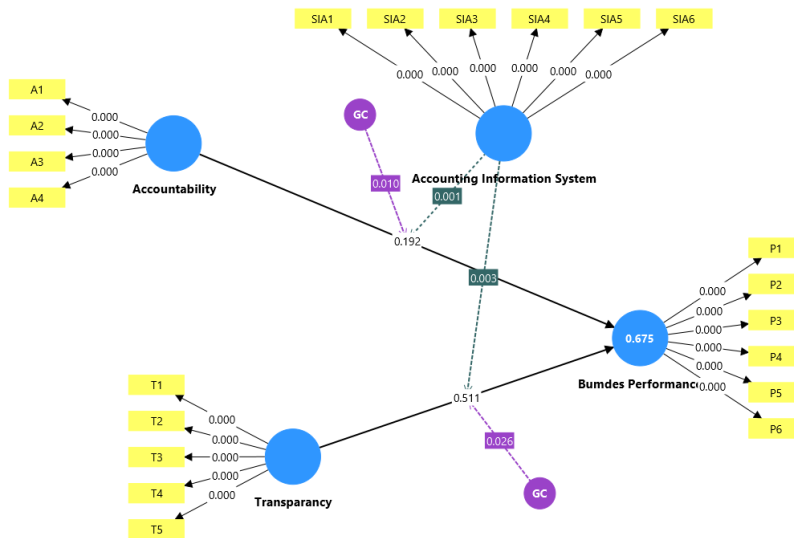 SIA1 SIA2 SIA3 SIA4 SIA5 SIA6
0.000 0.000 0.000 0.000 0.000 0.000
A1
A2
A3
A4
0.000
0.000
0.000
0.000
Accountability
GC
Accounting Information System
0.010
0.001
0.192
0.003
P1
P2
P3
P4
P5
P6
0.000
0.000
0.000
0.000
0.000
0.000
0.675
Bumdes Performance
T1
T2
T3
T4
T5
0.000
0.000
0.000
0.000
0.000
Transparancy
0.511
0.026
GC